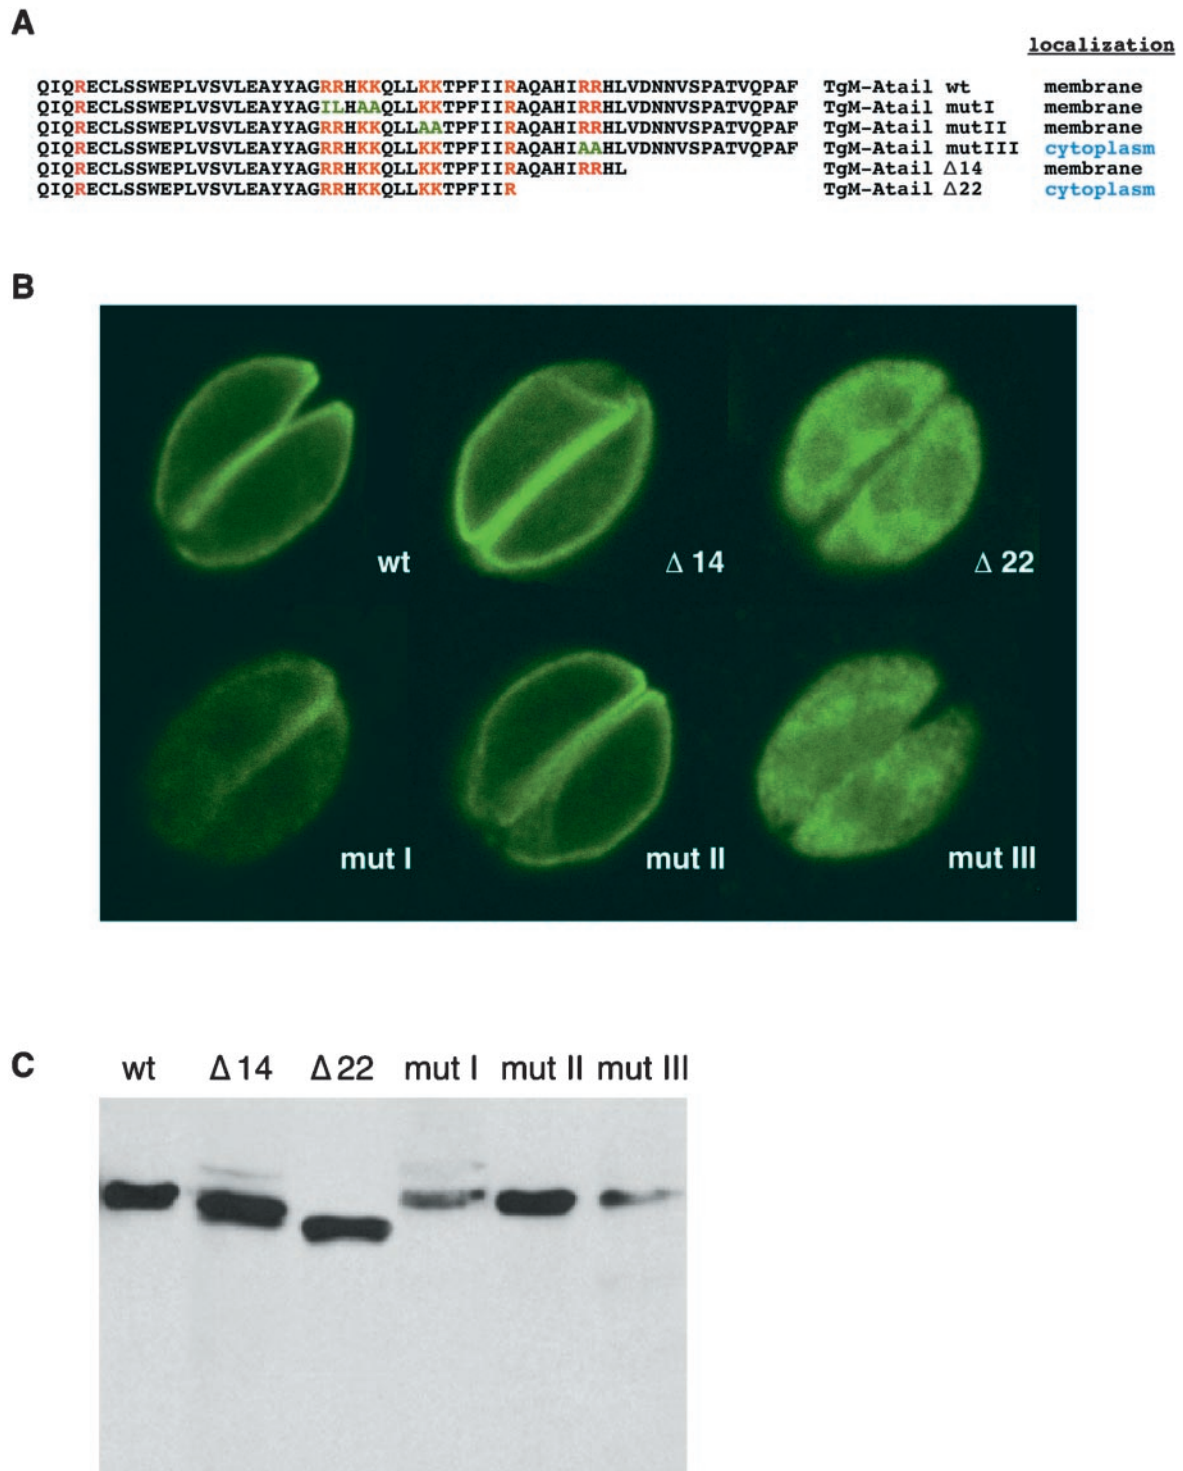 A
localization
QIQRECLSSWEPLVSVLEAYYAGRRHKKQLLKKTPFIIRAQAHIRRHLVDNNVSPATVQPAF TgM-Atail wt membrane
QIQRECLSSWEPLVSVLEAYYAGILHAAQLLKKTPFIIRAQAHIRRHLVDNNVSPATVQPAF TgM-Atail mutI membrane
QIQRECLSSWEPLVSVLEAYYAGRRHKKQLLAATPFIIRAQAHIRRHLVDNNVSPATVQPAF TgM-Atail mutII membrane
QIQRECLSSWEPLVSVLEAYYAGRRHKKQLLKKTPFIIRAQAHIAAHLVDNNVSPATVQPAF TgM-Atail mutIII cytoplasm
QIQRECLSSWEPLVSVLEAYYAGRRHKKQLLKKTPFIIRAQAHIRRHL TgM-Atail Δ14 membrane
QIQRECLSSWEPLVSVLEAYYAGRRHKKQLLKKTPFIIR TgM-Atail Δ22 cytoplasm
B
wt Δ 14 Δ 22
mut I mut II mut III
C
wt Δ 14 Δ 22 mut I mut II mut III